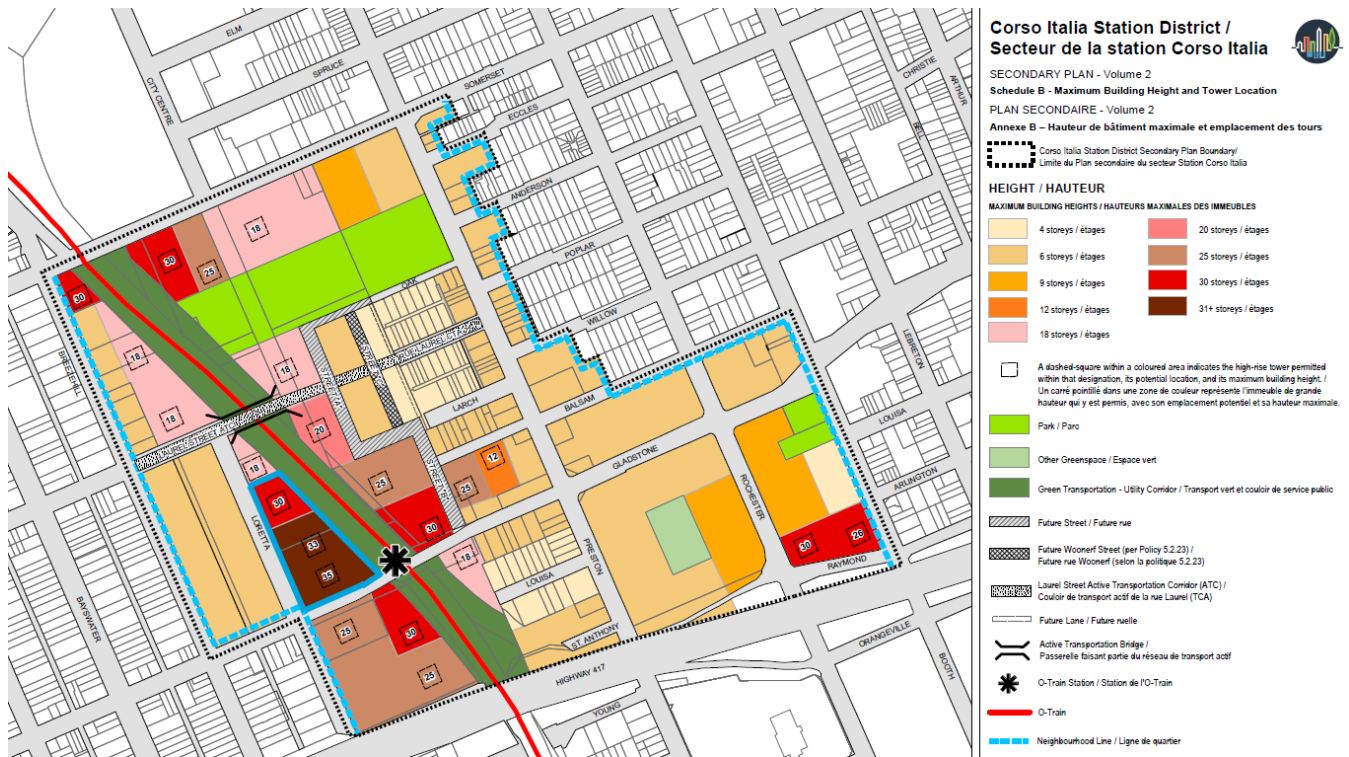 Corso Italia Station District /
Secteur de la station Corso Italia
SECONDARY PLAN - Volume 2
Schedule B - Maximum Building Height and Tower Location
PLAN SECONDAIRE - Volume 2
Annexe B – Hauteur de bâtiment maximale et emplacement des tours
Corso Italia Station District Secondary Plan Boundary/
Limite du Plan secondaire du secteur Station Corso Italia
HEIGHT / HAUTEUR
MAXIMUM BUILDING HEIGHTS / HAUTEURS MAXIMALES DES IMMEUBLES
4 storeys / étages
6 storeys / étages
9 storeys / étages
12 storeys / étages
18 storeys / étages
20 storeys / étages
25 storeys / étages
30 storeys / étages
31+ storeys / étages
A dashed-square within a coloured area indicates the high-rise tower permitted
within that designation, its potential location, and its maximum building height. /
Un carré pointillé dans une zone de couleur représente l'immeuble de grande
hauteur qui y est permis, avec son emplacement potentiel et sa hauteur maximale.
Park / Parc
Other Greenspace / Espace vert
Green Transportation - Utility Corridor / Transport vert et couloir de service public
Future Street / Future rue
Future Woonerf Street (per Policy 5.2.23) /
Future rue Woonerf (selon la politique 5.2.23)
Laurel Street Active Transportation Corridor (ATC) /
Couloir de transport actif de la rue Laurel (TCA)
Future Lane / Future ruelle
Active Transportation Bridge /
Passerelle faisant partie du réseau de transport actif
O-Train Station / Station de l'O-Train
O-Train
Neighbourhood Line / Ligne de quartier
ELM
SPRUCE
SOMERSET
CITY CENTRE
ECCLES
CHRISTIE
ARTHUR
BELL
ANDERSON
POPLAR
WILLOW
OAK
LARCH
BALSAM
GLADSTONE
LEBRETON
LOUISA
ARLINGTON
ROCHESTER
RAYMOND
PRESTON
LOUISA
ST. ANTHONY
HIGHWAY 417
ORANGEVILLE
BOOTH
YOUNG
BREEZEHILL
BAYSWATER
LORETTA
STREET A
STREET B
30
30
25
18
18
18
18
20
18
25
25
12
30
33
35
30
18
25
30
25
30
26